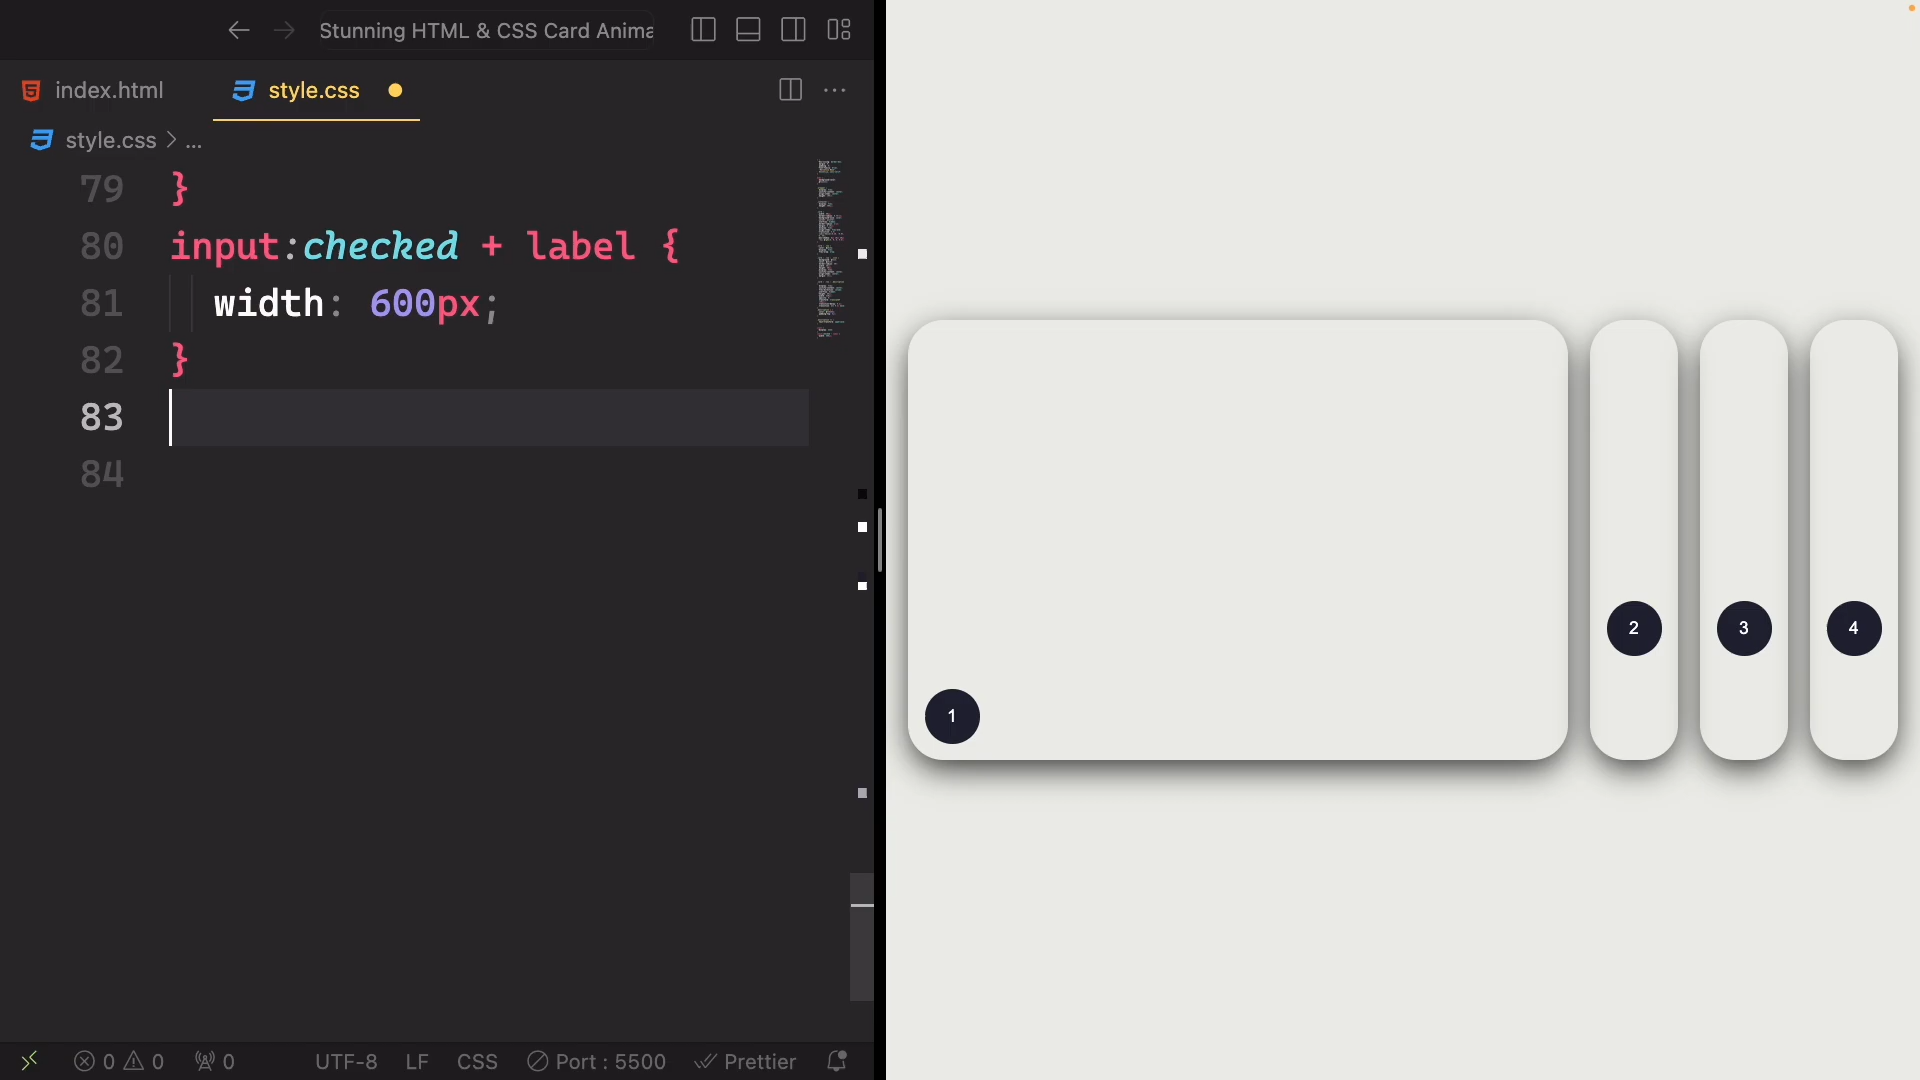 Stunning HTML & CSS Card Anima
index.html
style.css
style.css > ...
79 }
80 input:checked + label {
81 width: 600px;
82 }
83
84
0 0 0 UTF-8 LF CSS Port : 5500 Prettier
1
2
3
4